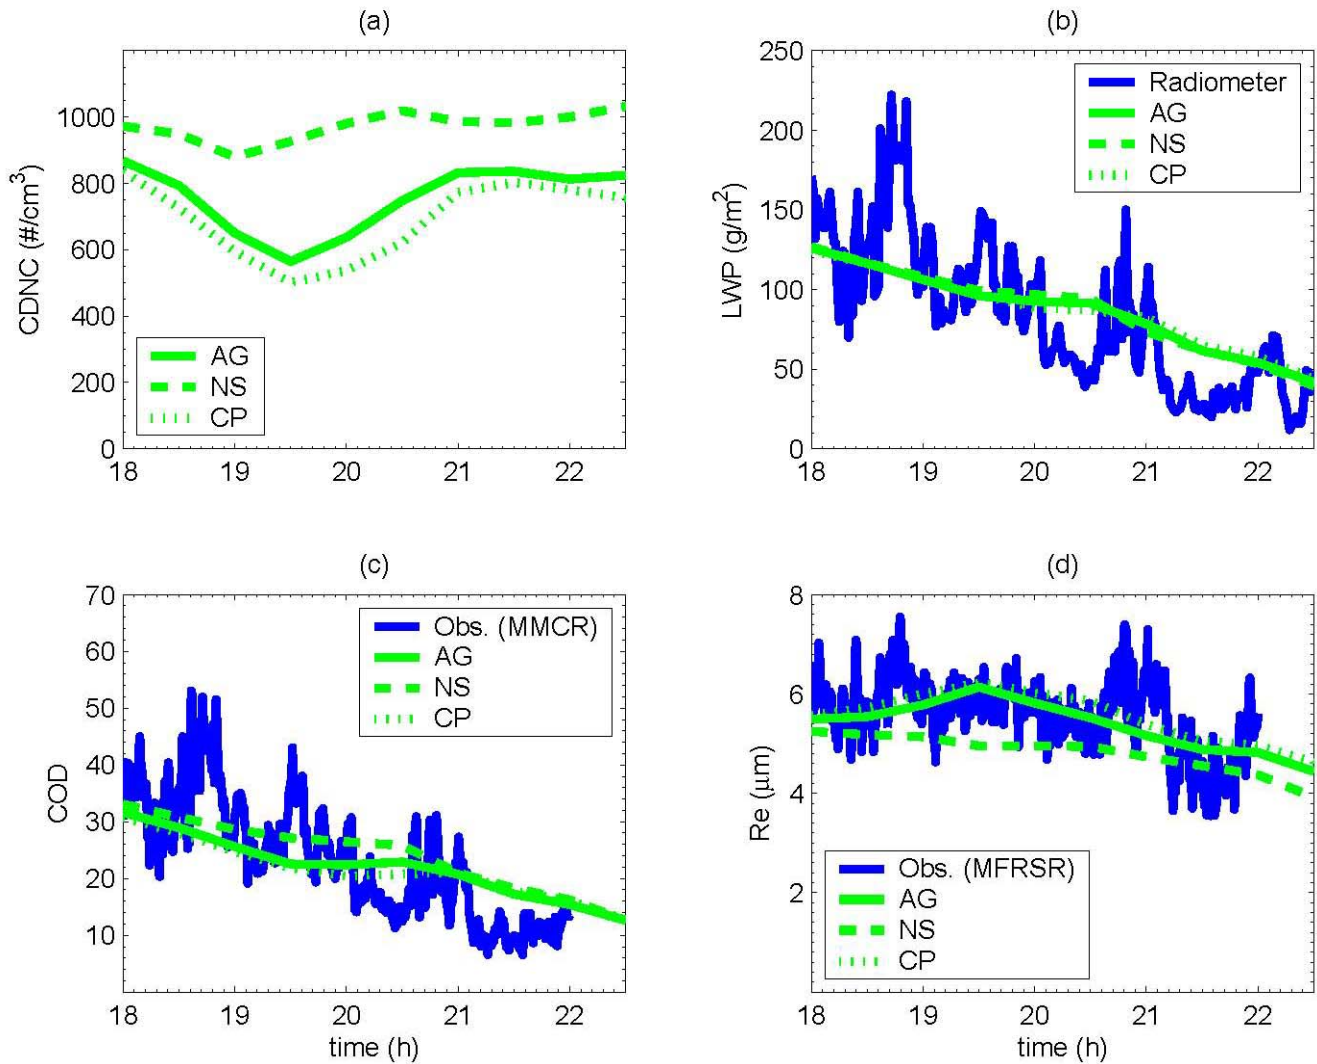 (a)
CDNC (#/cm³)
1000
800
600
400
200
0
AG
NS
CP
18 19 20 21 22
(b)
LWP (g/m²)
250
200
150
100
50
0
Radiometer
AG
NS
CP
18 19 20 21 22
(c)
COD
70
60
50
40
30
20
10
Obs. (MMCR)
AG
NS
CP
18 19 20 21 22
time (h)
(d)
Re (μm)
8
6
4
2
Obs. (MFRSR)
AG
NS
CP
18 19 20 21 22
time (h)